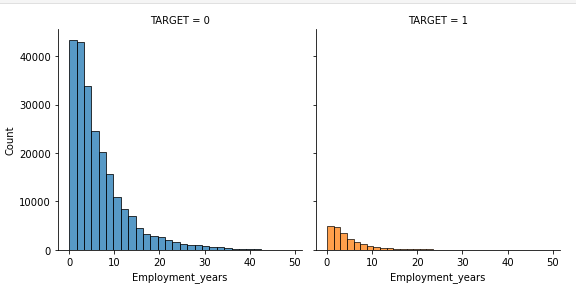 TARGET = 0
TARGET = 1
40000
30000
20000
10000
0
Count
0 10 20 30 40 50
0 10 20 30 40 50
Employment_years
Employment_years